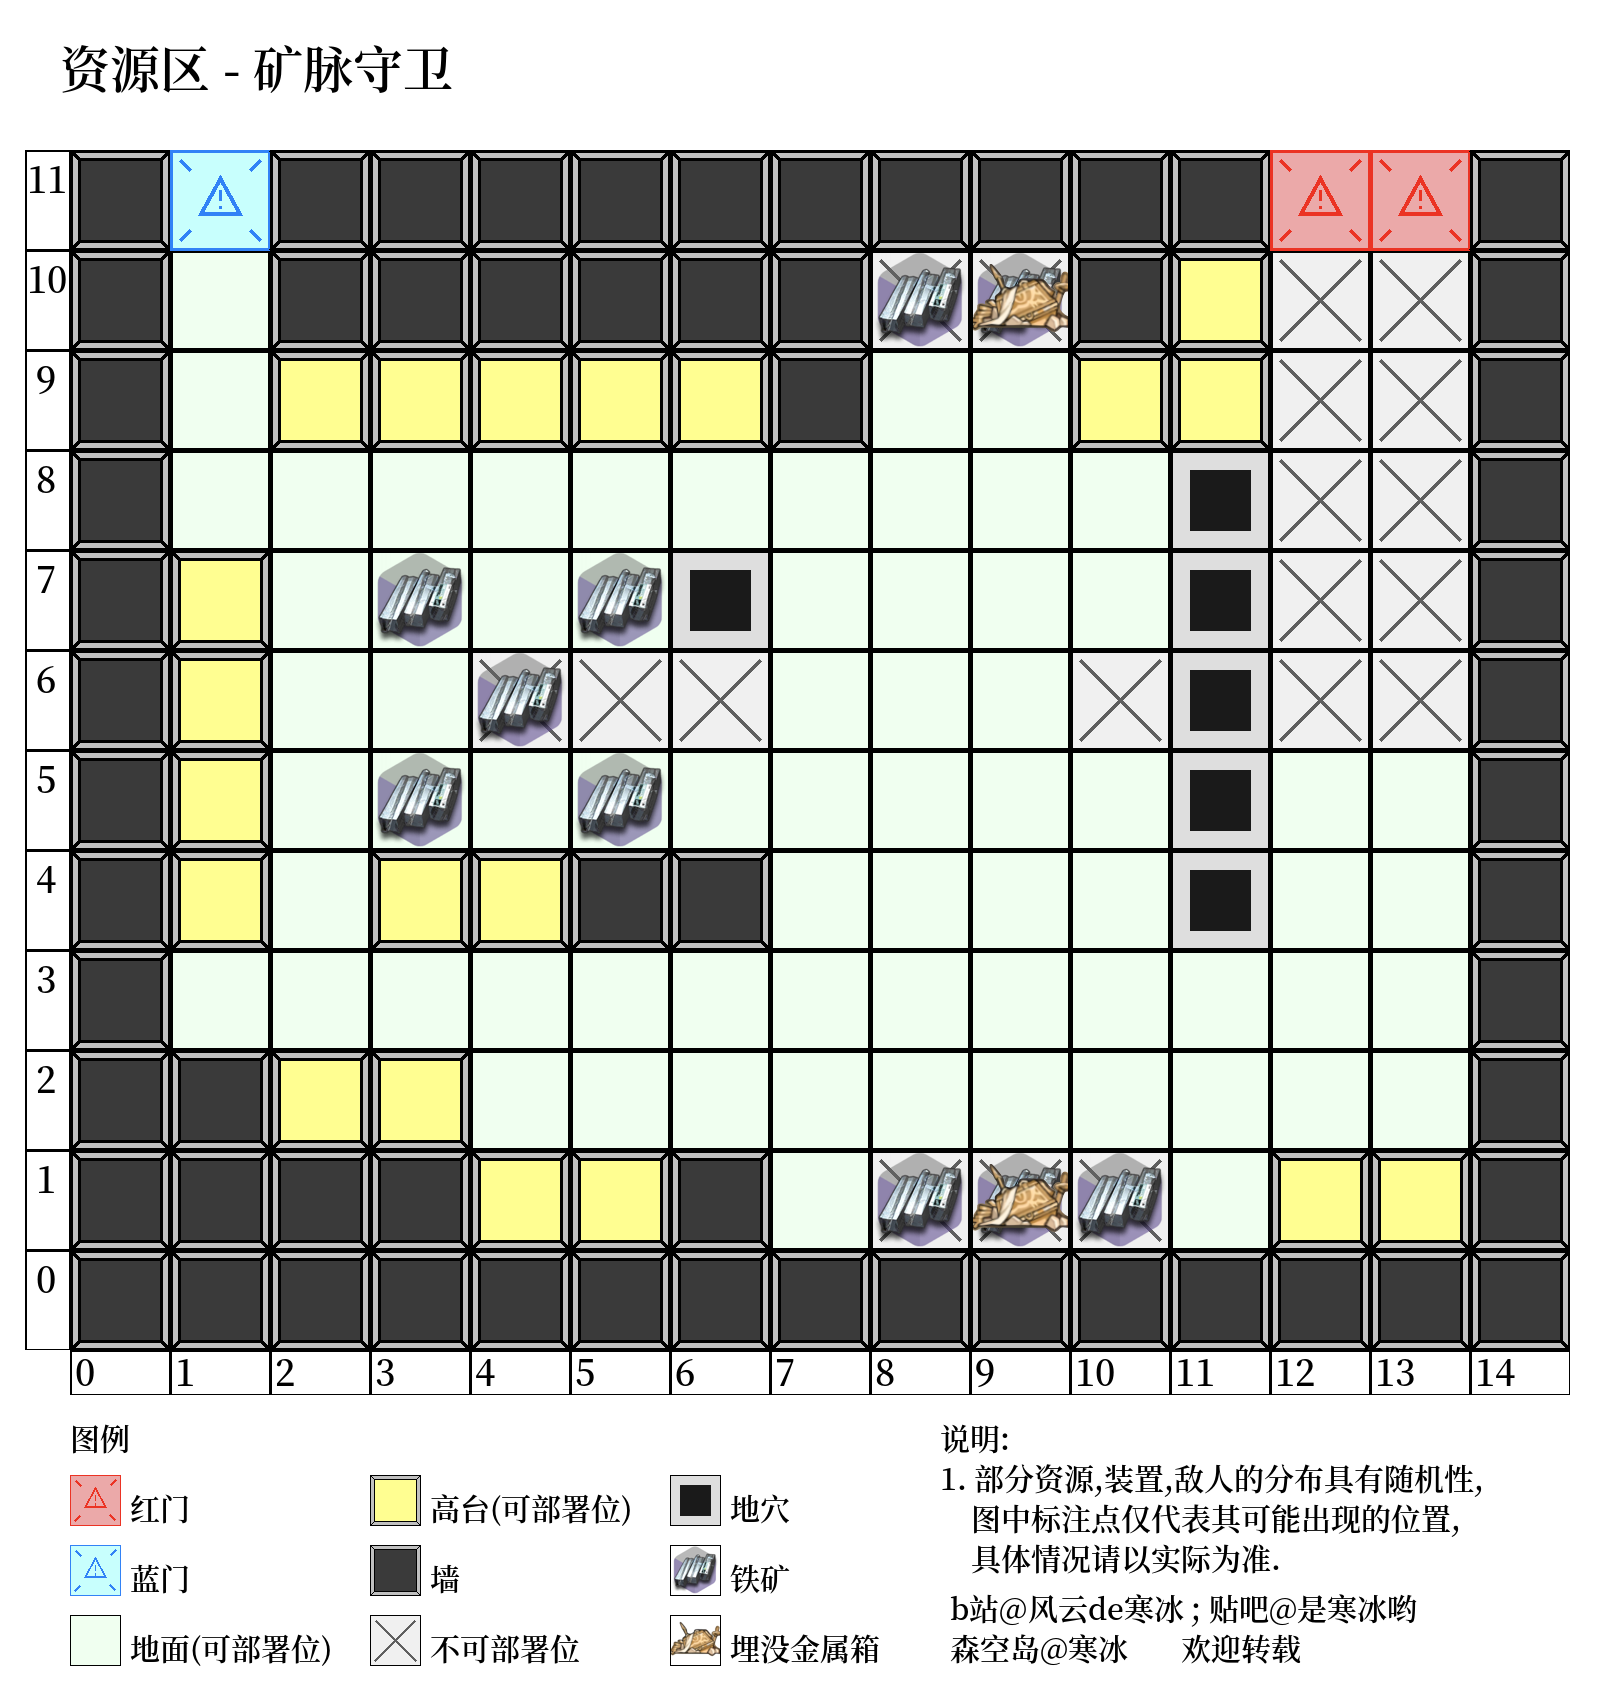 资源区 - 矿脉守卫
11
10
9
8
7
6
5
4
3
2
1
0
0 1 2 3 4 5 6 7 8 9 10 11 12 13 14
图例
红门
高台(可部署位)
地穴
蓝门
墙
铁矿
地面(可部署位)
不可部署位
埋没金属箱
说明:
1. 部分资源,装置,敌人的分布具有随机性,
图中标注点仅代表其可能出现的位置,
具体情况请以实际为准.
b站@风云de寒冰 ; 贴吧@是寒冰哟
森空岛@寒冰 欢迎转载